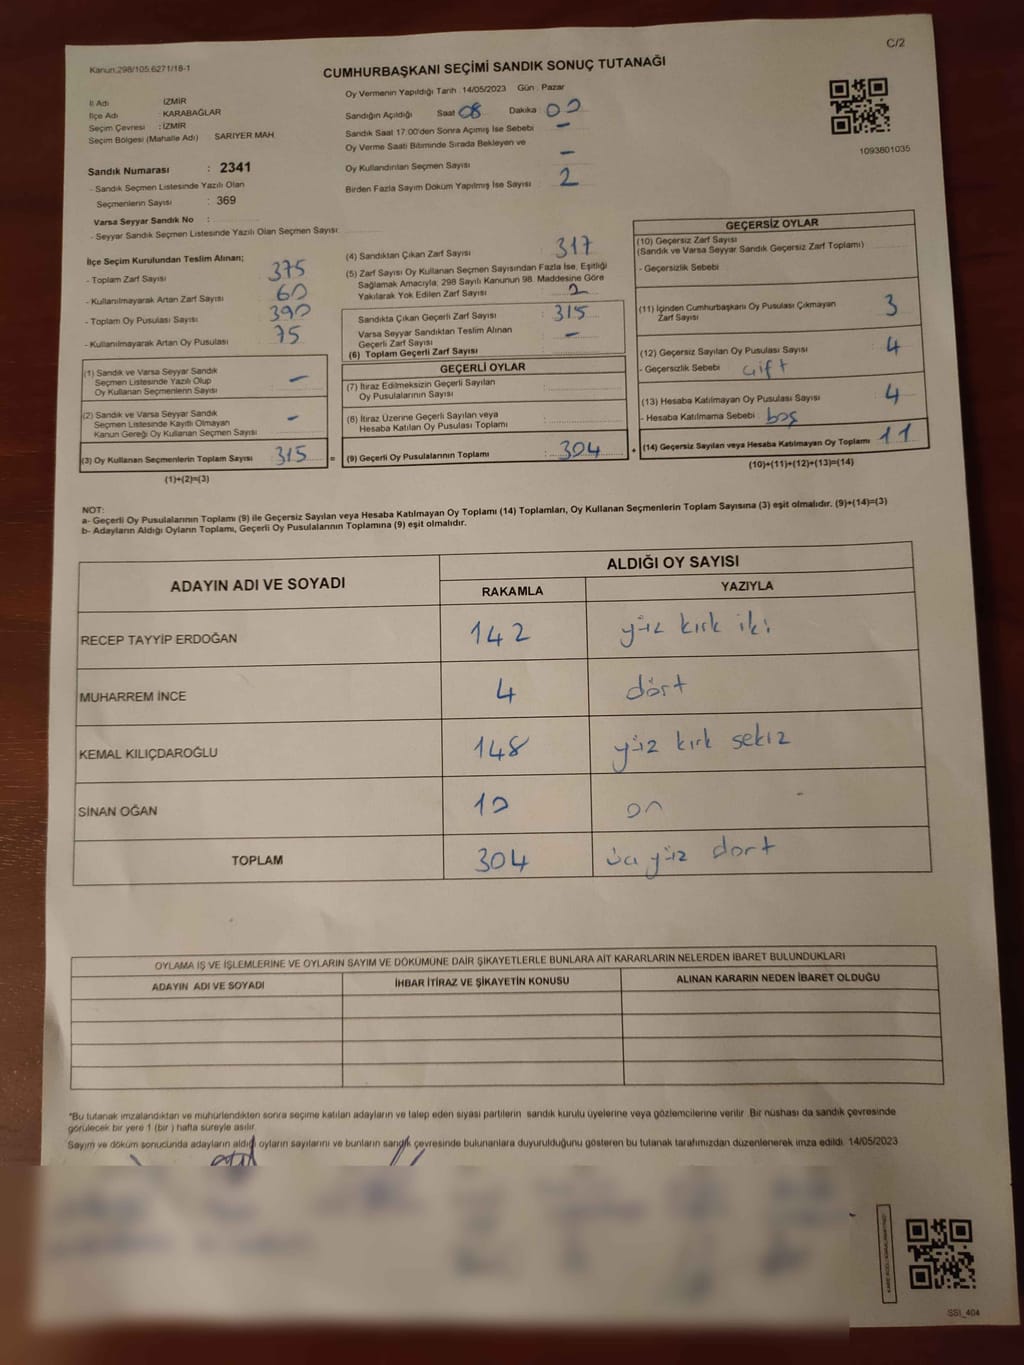 C/2
Kanun:298/105;6271/18-1
CUMHURBAŞKANI SEÇİMİ SANDIK SONUÇ TUTANAĞI
İl Adı İZMİR
İlçe Adı : KARABAĞLAR
Seçim Çevresi : İZMİR
Seçim Bölgesi (Mahalle Adı) SARIYER MAH.
Sandık Numarası : 2341
- Sandık Seçmen Listesinde Yazılı Olan
Seçmenlerin Sayısı : 369
Varsa Seyyar Sandık No :
- Seyyar Sandık Seçmen Listesinde Yazılı Olan Seçmen Sayısı
Oy Vermenin Yapıldığı Tarih : 14/05/2023 Gün : Pazar
Sandığın Açıldığı Saat 08 Dakika : 00
Sandık Saat 17:00'den Sonra Açımış İse Sebebi –
Oy Verme Saati Bitiminde Sırada Bekleyen ve
Oy Kullandırılan Seçmen Sayısı –
Birden Fazla Sayım Döküm Yapılmış İse Sayısı : 2
1093801035
İlçe Seçim Kurulundan Teslim Alınan;
- Toplam Zarf Sayısı : 375
- Kullanılmayarak Artan Zarf Sayısı : 60
- Toplam Oy Pusulası Sayısı : 390
- Kullanılmayarak Artan Oy Pusulası : 75
(1) Sandık ve Varsa Seyyar Sandık
Seçmen Listesinde Yazılı Olup
Oy Kullanan Seçmenlerin Sayısı –
(2) Sandık ve Varsa Seyyar Sandık
Seçmen Listesinde Kayıtlı Olmayan
Kanun Gereği Oy Kullanan Seçmen Sayısı –
(3) Oy Kullanan Seçmenlerin Toplam Sayısı : 315
(1)+(2)=(3)
(4) Sandıktan Çıkan Zarf Sayısı : 317
(5) Zarf Sayısı Oy Kullanan Seçmen Sayısından Fazla İse, Eşitliği
Sağlamak Amacıyla; 298 Sayılı Kanunun 98. Maddesine Göre
Yakılarak Yok Edilen Zarf Sayısı : 2
Sandıkta Çıkan Geçerli Zarf Sayısı : 315
Varsa Seyyar Sandıktan Teslim Alınan
Geçerli Zarf Sayısı –
(6) Toplam Geçerli Zarf Sayısı
GEÇERLİ OYLAR
(7) İtiraz Edilmeksizin Geçerli Sayılan
Oy Pusulasının Sayısı
(8) İtiraz Üzerine Geçerli Sayılan veya
Hesaba Katılan Oy Pusulası Toplamı
= (9) Geçerli Oy Pusulalarının Toplamı : 304 +
GEÇERSİZ OYLAR
(10) Geçersiz Zarf Sayısı
(Sandık ve Varsa Seyyar Sandık Geçersiz Zarf Toplamı)
- Geçersizlik Sebebi
(11) İçinden Cumhurbaşkanı Oy Pusulası Çıkmayan
Zarf Sayısı 3
(12) Geçersiz Sayılan Oy Pusulası Sayısı : 4
- Geçersizlik Sebebi çift
(13) Hesaba Katılmayan Oy Pusulası Sayısı : 4
- Hesaba Katılmama Sebebi : boş
(14) Geçersiz Sayılan veya Hesaba Katılmayan Oy Toplamı 11
(10)+(11)+(12)+(13)=(14)
NOT:
a- Geçerli Oy Pusulalarının Toplamı (9) ile Geçersiz Sayılan veya Hesaba Katılmayan Oy Toplamı (14) Toplamları, Oy Kullanan Seçmenlerin Toplam Sayısına (3) eşit olmalıdır. (9)+(14)=(3)
b- Adayların Aldığı Oyların Toplamı, Geçerli Oy Pusulalarının Toplamına (9) eşit olmalıdır.
ADAYIN ADI VE SOYADI ALDIĞI OY SAYISI
RAKAMLA YAZIYLA
RECEP TAYYİP ERDOĞAN 142 yüz kırk iki
MUHARREM İNCE 4 dört
KEMAL KILIÇDAROĞLU 148 yüz kırk sekiz
SİNAN OĞAN 10 on
TOPLAM 304 üç yüz dört
OYLAMA İŞ VE İŞLEMLERİNE VE OYLARIN SAYIM VE DÖKÜMÜNE DAİR ŞİKAYETLERLE BUNLARA AİT KARARLARIN NELERDEN İBARET BULUNDUKLARI
ADAYIN ADI VE SOYADI İHBAR İTİRAZ VE ŞİKAYETİN KONUSU ALINAN KARARIN NEDEN İBARET OLDUĞU
*Bu tutanak imzalandıktan ve mühürlendikten sonra seçime katılan adayların ve talep eden siyasi partilerin sandık kurulu üyelerine veya gözlemcilerine verilir. Bir nüshası da sandık çevresinde
görülecek bir yere 1 (bir ) hafta süreyle asılır.
Sayım ve döküm sonucunda adayların aldığı oyların sayılarını ve bunların sandık çevresinde bulunanlara duyurulduğunu gösteren bu tutanak tarafımızdan düzenlenerek imza edildi. 14/05/2023
SSI_404